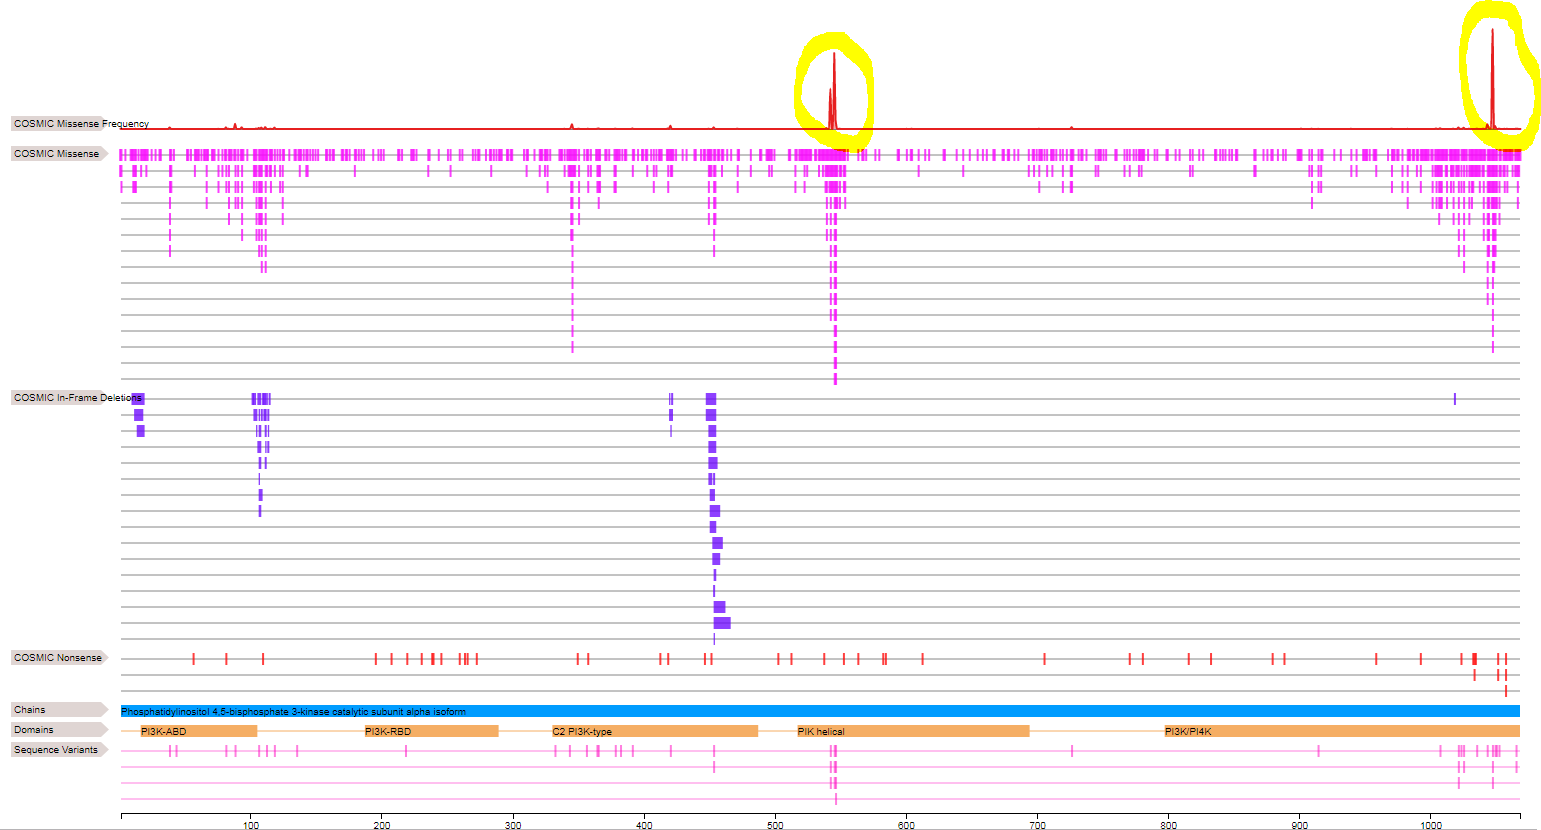 COSMIC Missense Frequency
COSMIC Missense
COSMIC In-Frame Deletions
COSMIC Nonsense
Chains
Phosphatidylinositol 4,5-bisphosphate 3-kinase catalytic subunit alpha isoform
Domains
PI3K-ABD PI3K-RBD C2 PI3K-type PIK helical PI3K/PI4K
Sequence Variants
100 200 300 400 500 600 700 800 900 1000